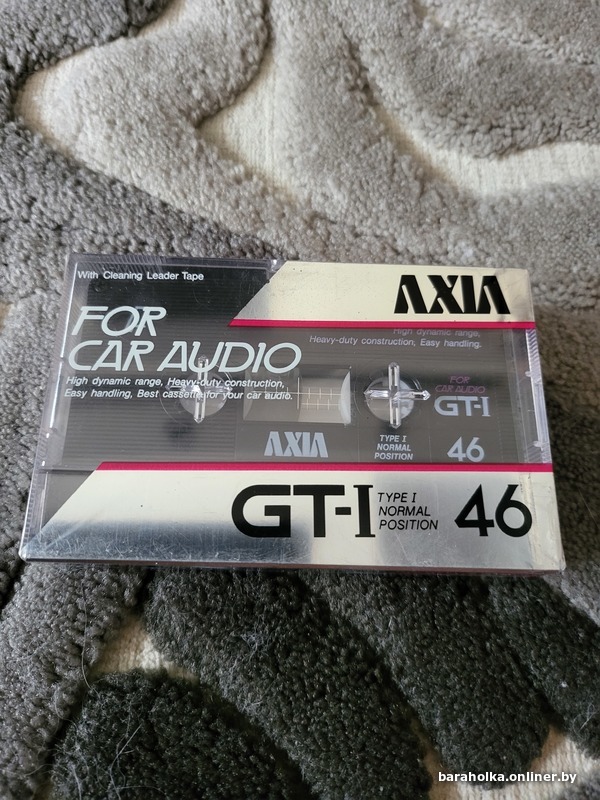 With Cleaning Leader Tape
AXIA
FOR
CAR AUDIO
High dynamic range,
Heavy-duty construction, Easy handling.
High dynamic range, Heavy-duty construction,
Easy handling, Best cassette for your car audio.
FOR
CAR AUDIO
GT-I
AXIA
TYPE I
NORMAL
POSITION
46
GT-I
TYPE I
NORMAL
POSITION
46
baraholka.onliner.by